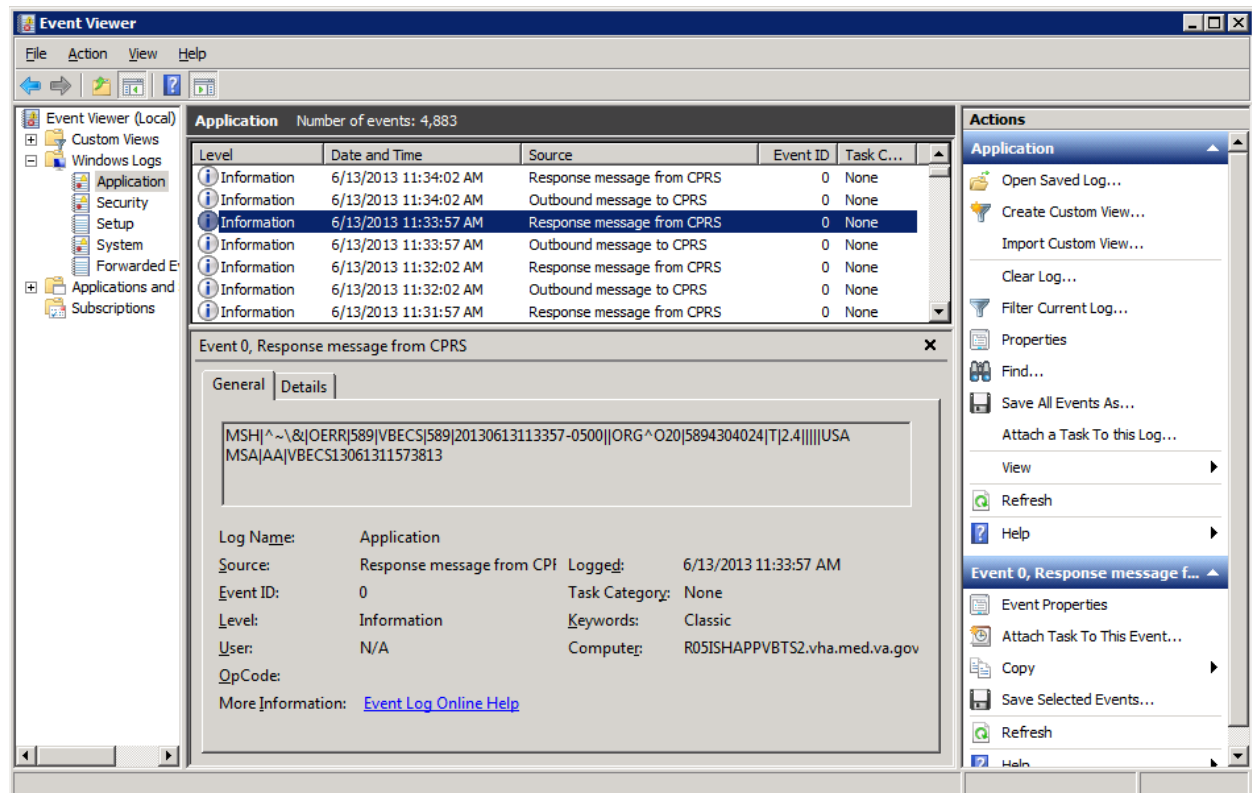 Event Viewer
File Action View Help
Event Viewer (Local)
Custom Views
Windows Logs
Application
Security
Setup
System
Forwarded E
Applications and
Subscriptions
Application Number of events: 4,883
Level Date and Time Source Event ID Task C...
Information 6/13/2013 11:34:02 AM Response message from CPRS 0 None
Information 6/13/2013 11:34:02 AM Outbound message to CPRS 0 None
Information 6/13/2013 11:33:57 AM Response message from CPRS 0 None
Information 6/13/2013 11:33:57 AM Outbound message to CPRS 0 None
Information 6/13/2013 11:32:02 AM Response message from CPRS 0 None
Information 6/13/2013 11:32:02 AM Outbound message to CPRS 0 None
Information 6/13/2013 11:31:57 AM Response message from CPRS 0 None
Event 0, Response message from CPRS
General Details
MSH|^~\&|OERR|589|VBECS|589|20130613113357-0500||ORG^O20|5894304024|T|2.4|||||USA
MSA|AA|VBECS13061311573813
Log Name: Application
Source: Response message from CPF Logged: 6/13/2013 11:33:57 AM
Event ID: 0 Task Category: None
Level: Information Keywords: Classic
User: N/A Computer: R05ISHAPPVBTS2.vha.med.va.gov
OpCode:
More Information: Event Log Online Help
Actions
Application
Open Saved Log...
Create Custom View...
Import Custom View...
Clear Log...
Filter Current Log...
Properties
Find...
Save All Events As...
Attach a Task To this Log...
View
Refresh
Help
Event 0, Response message f...
Event Properties
Attach Task To This Event...
Copy
Save Selected Events...
Refresh
Help